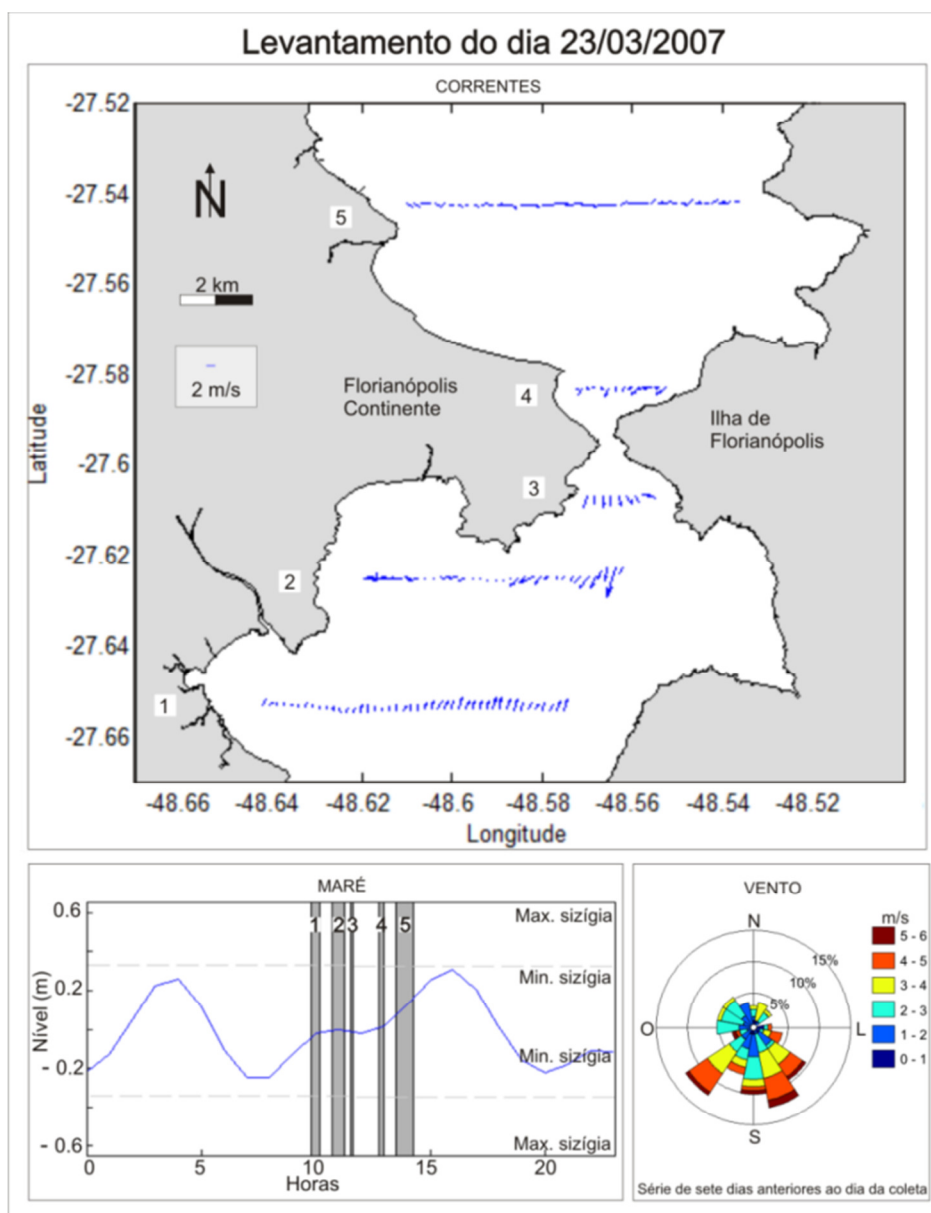 Levantamento do dia 23/03/2007
CORRENTES
-27.52
-27.54
-27.56
-27.58
-27.6
-27.62
-27.64
-27.66
Latitude
N
2 km
2 m/s
5
4
3
2
1
Florianópolis
Continente
Ilha de
Florianópolis
-48.66 -48.64 -48.62 -48.6 -48.58 -48.56 -48.54 -48.52
Longitude
MARÉ
0.6
0.2
- 0.2
- 0.6
Nível (m)
1 2 3 4 5
Max. sizígia
Min. sizígia
Min. sizígia
Max. sizígia
0 5 10 15 20
Horas
VENTO
N
O
L
S
15%
10%
5%
m/s
5 - 6
4 - 5
3 - 4
2 - 3
1 - 2
0 - 1
Série de sete dias anteriores ao dia da coleta